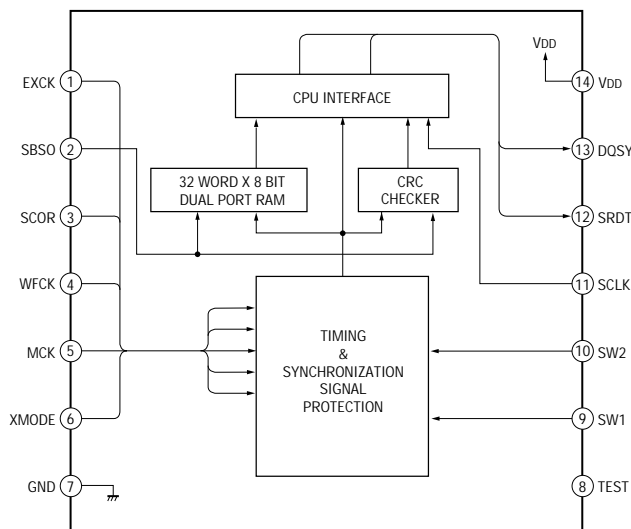 VDD
EXCK 1
14 VDD
CPU INTERFACE
SBSO 2
13 DQSY
32 WORD X 8 BIT
DUAL PORT RAM
CRC
CHECKER
SCOR 3
12 SRDT
WFCK 4
11 SCLK
TIMING
&
SYNCHRONIZATION
SIGNAL
PROTECTION
MCK 5
10 SW2
XMODE 6
9 SW1
GND 7
8 TEST